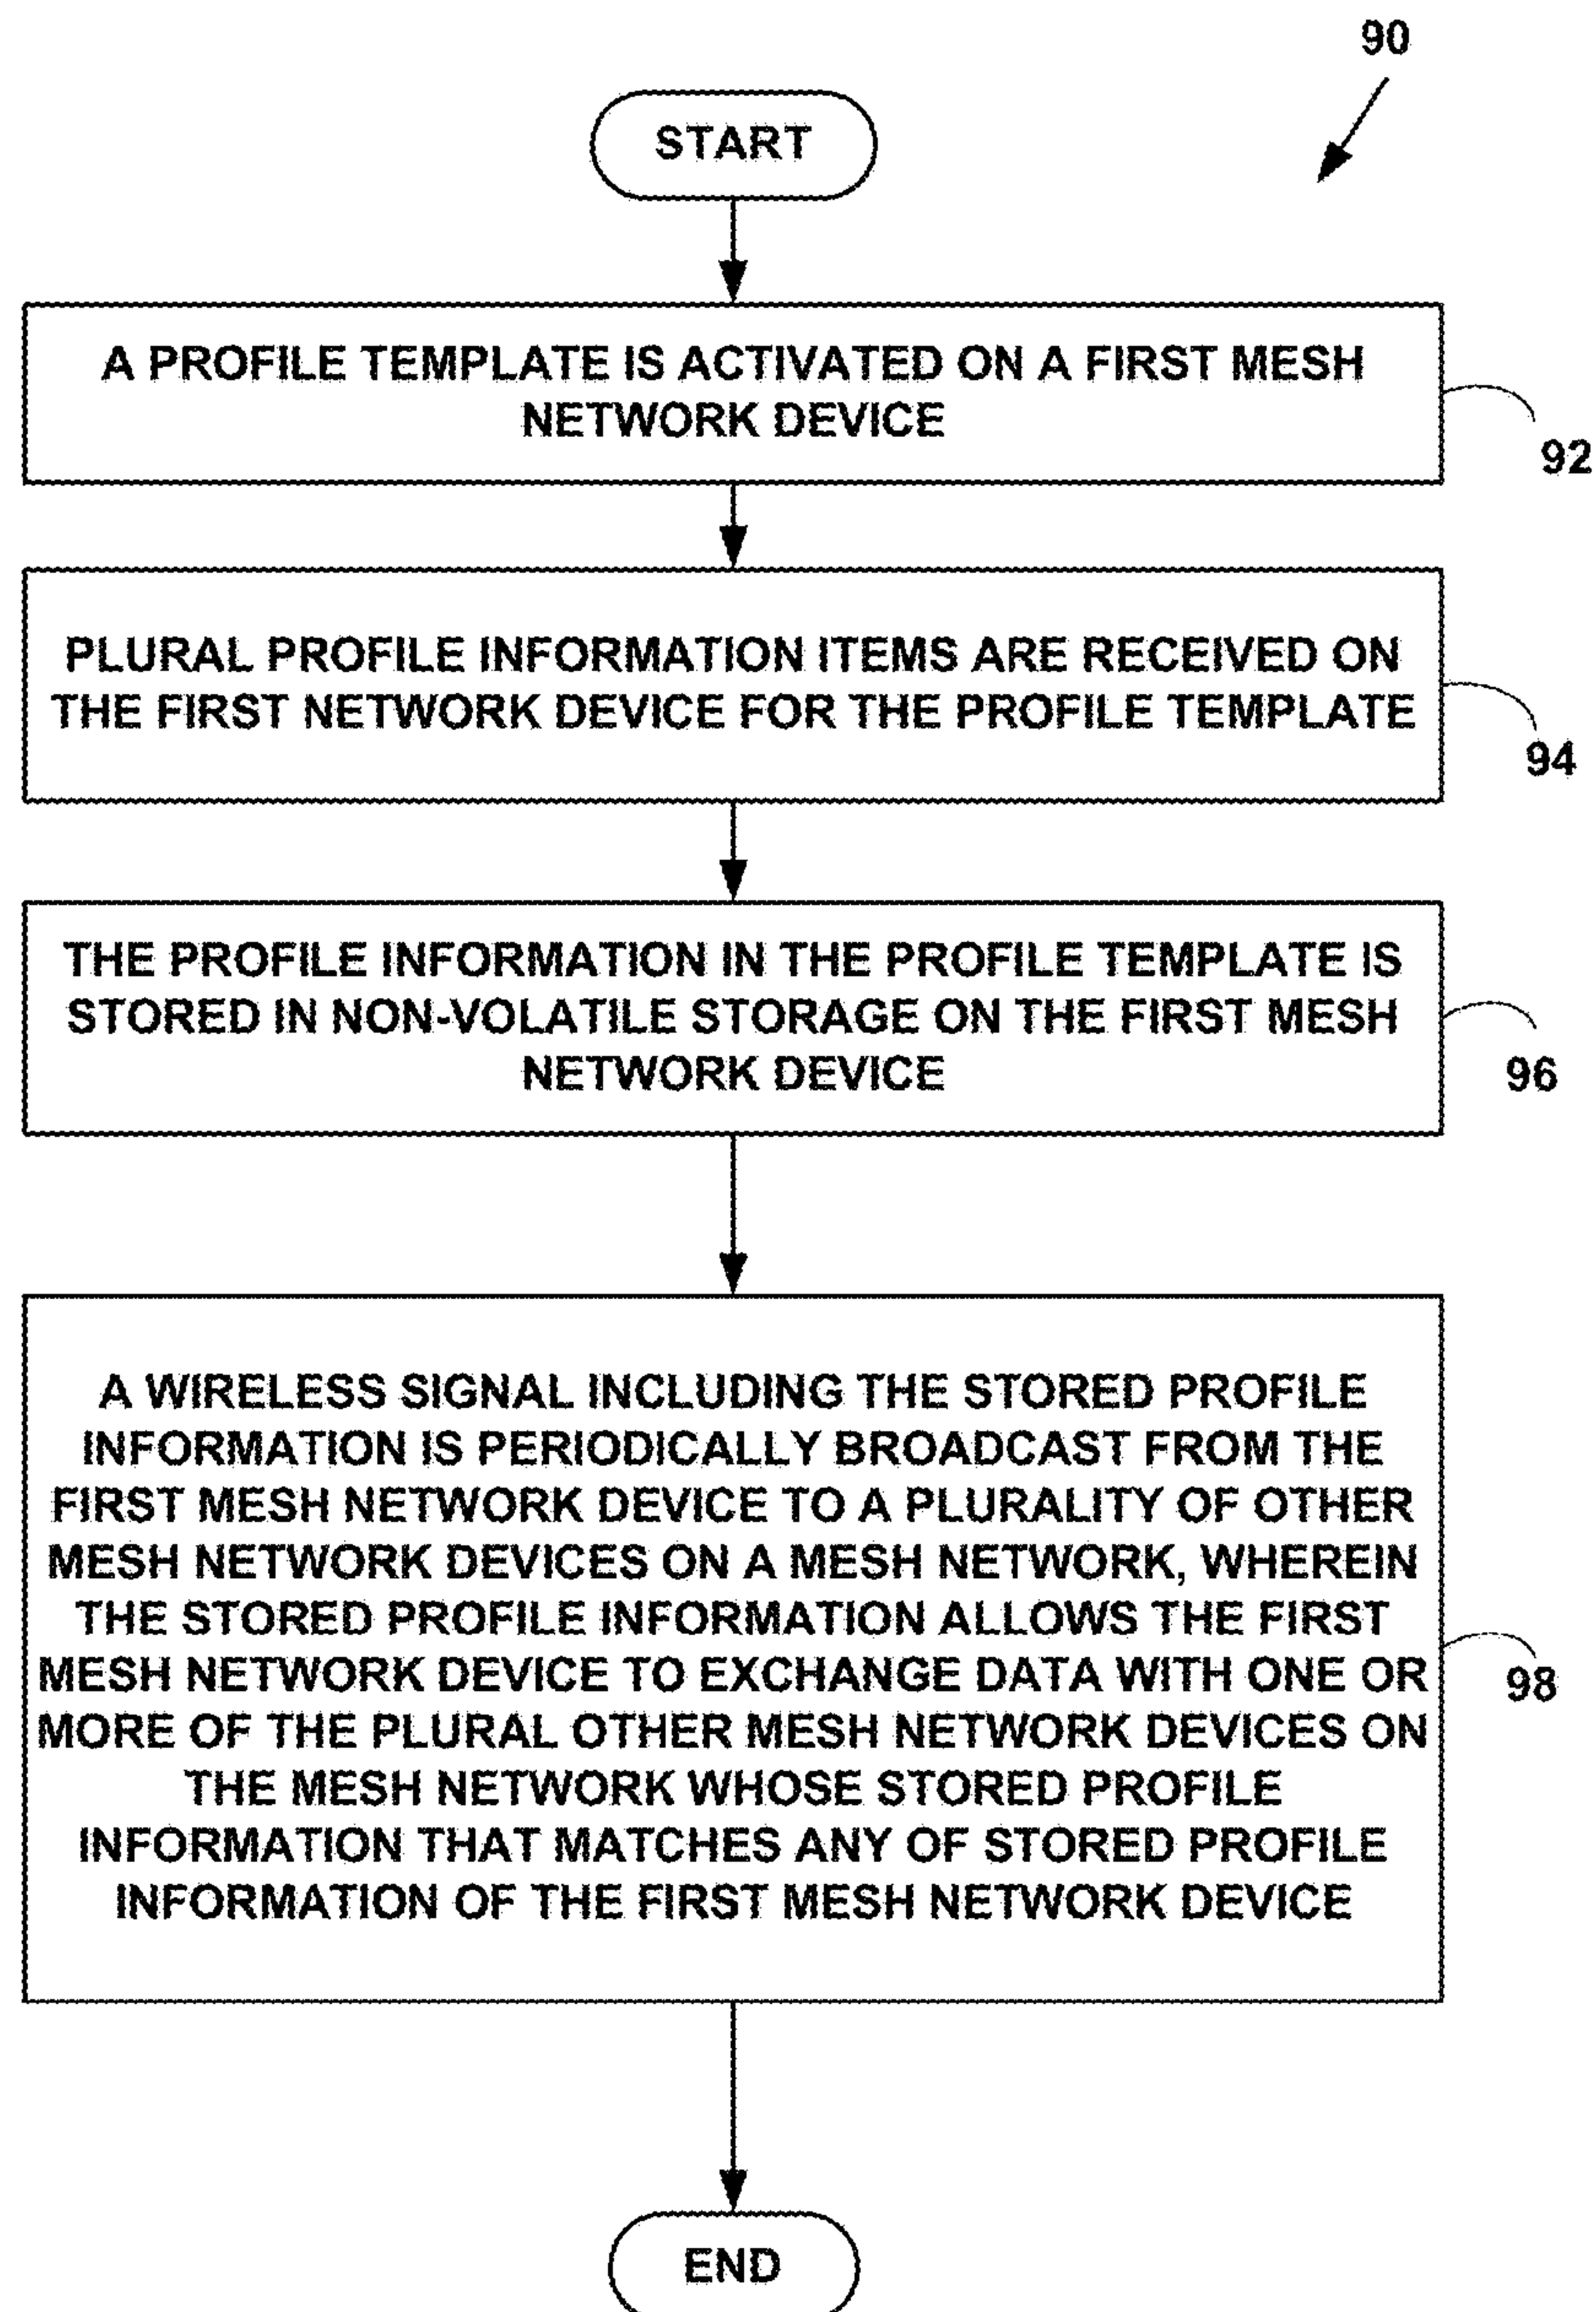 90
START
A PROFILE TEMPLATE IS ACTIVATED ON A FIRST MESH
NETWORK DEVICE
92
PLURAL PROFILE INFORMATION ITEMS ARE RECEIVED ON
THE FIRST NETWORK DEVICE FOR THE PROFILE TEMPLATE
94
THE PROFILE INFORMATION IN THE PROFILE TEMPLATE IS
STORED IN NON-VOLATILE STORAGE ON THE FIRST MESH
NETWORK DEVICE
96
A WIRELESS SIGNAL INCLUDING THE STORED PROFILE
INFORMATION IS PERIODICALLY BROADCAST FROM THE
FIRST MESH NETWORK DEVICE TO A PLURALITY OF OTHER
MESH NETWORK DEVICES ON A MESH NETWORK, WHEREIN
THE STORED PROFILE INFORMATION ALLOWS THE FIRST
MESH NETWORK DEVICE TO EXCHANGE DATA WITH ONE OR
MORE OF THE PLURAL OTHER MESH NETWORK DEVICES ON
THE MESH NETWORK WHOSE STORED PROFILE
INFORMATION THAT MATCHES ANY OF STORED PROFILE
INFORMATION OF THE FIRST MESH NETWORK DEVICE
98
END